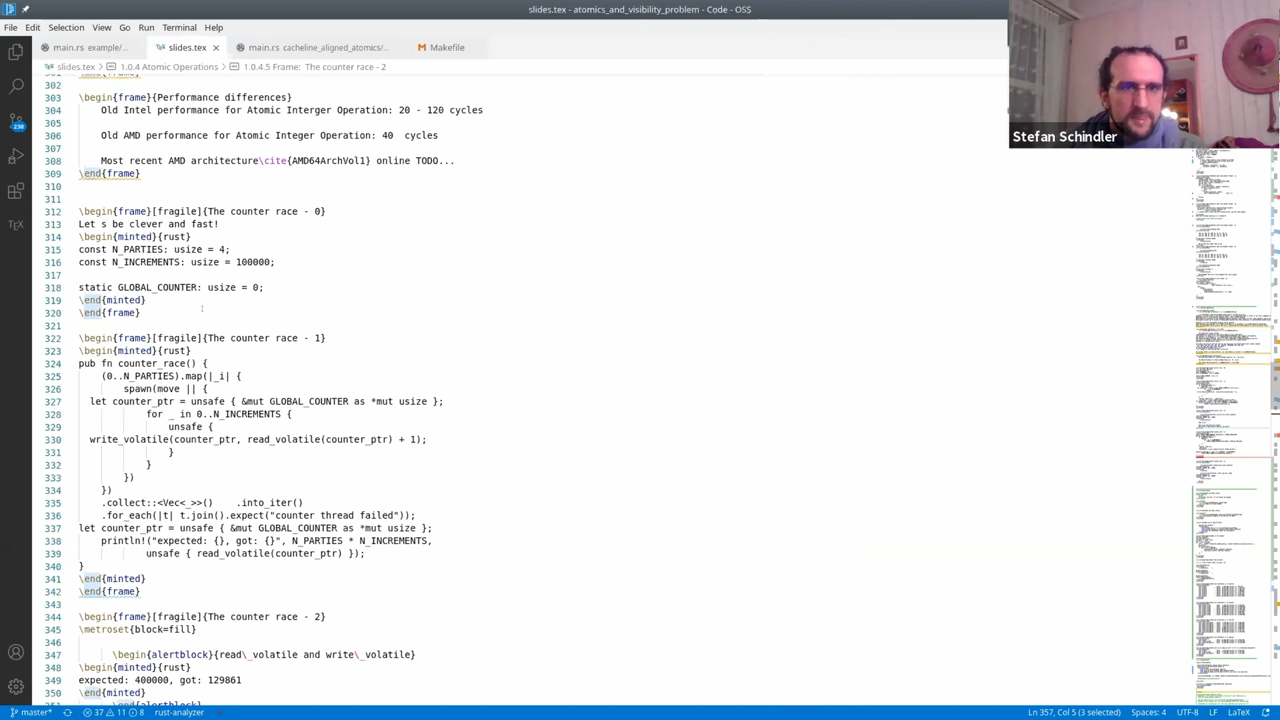 slides.tex - atomics_and_visibility_problem - Code - OSS
File Edit Selection View Go Run Terminal Help
main.rs example/... slides.tex main.rs cacheline_aligned_atomics/... Makefile
slides.tex > 1.0.4 Atomic Operations > 1.0.4.5 Frame: The counter race - 2
302
303 \begin{frame}{Performance differences}
304 Old Intel performance for Atomic Interger Operation: 20 - 120 cycles
305
306 Old AMD performance for Atomic Integer Operation: 40 cycles
307
308 Most recent AMD architecture\cite{AMD64Archvol1} online TODO...
309 \end{frame}
310
311
312 \begin{frame}[fragile]{The counter race - 0}
313 Let's be clever and fast!
314 \begin{minted}{rust}
315 const N_PARTIES: usize = 4;
316 const N_INCREMENTS: usize = 100000;
317
318 static GLOBAL_COUNTER: usize = 0;
319 \end{minted}
320 \end{frame}
321
322 \begin{frame}[fragile]{The counter race - 1}
323 \begin{minted}{rust}
324 fn counter_race() {
325 (0..N_PARTIES).map(|_i| {
326 spawn(move || {
327 let counter_ptr = unsafe { &mut GLOBAL_COUNTER as *mut usize };
328 for _ in 0..N_INCREMENTS {
329 unsafe {
330 write_volatile(counter_ptr, read_volatile(counter_ptr) + 1);
331 }
332 }
333 })
334 })
335 .collect::<Vec<_>>().into_iter()
336 .for_each(|t| t.join().expect("counter thread failed"));
337 counter_ptr = unsafe { &mut GLOBAL_COUNTER as *mut usize };
338 println!("expected: {}, got: {}", N_PARTIES*N_INCREMENTS,
339 unsafe { read_volatile(counter_ptr) });
340 }
341 \end{minted}
342 \end{frame}
343
344 \begin{frame}[fragile]{The counter race - 2}
345 \metroset{block=fill}
346
347 \begin{alertblock}{read\_volatile and write\_volatile}
348 \begin{minted}{rust}
349 expected: 400000, got: 129861
350 \end{minted}
351 \end{alertblock}
Stefan Schindler
238
master* 37 11 8 rust-analyzer Ln 357, Col 5 (3 selected) Spaces: 4 UTF-8 LF LaTeX